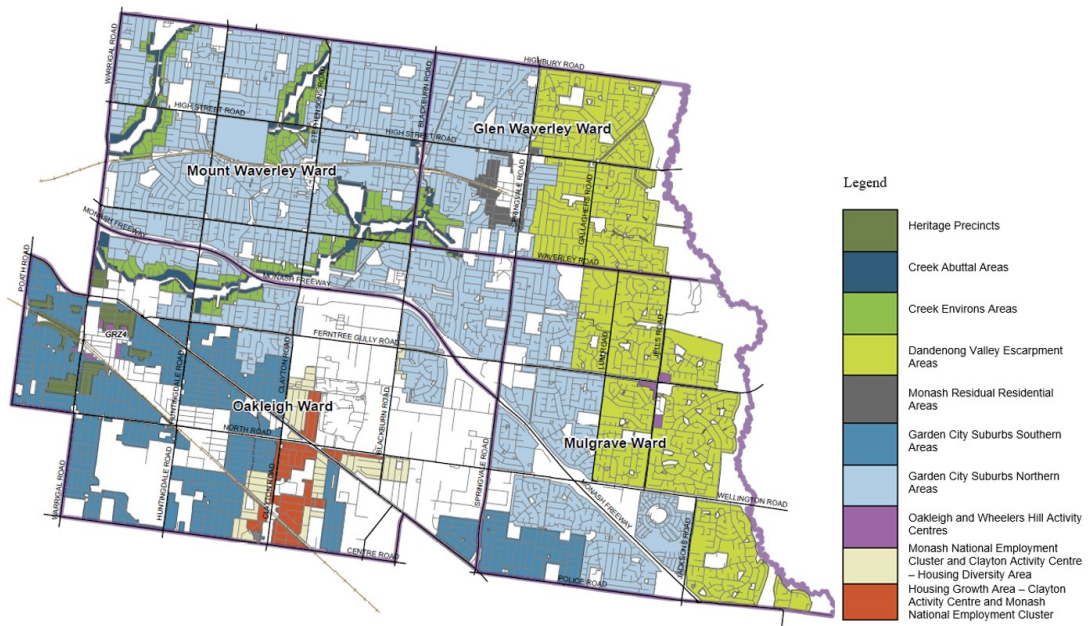 HIGHBURY ROAD
WARRIGAL ROAD
STEPHENSONS ROAD
BLACKBURN ROAD
HIGH STREET ROAD
HIGH STREET ROAD
Glen Waverley Ward
Mount Waverley Ward
SPRINGVALE ROAD
GALLAGHERS ROAD
MONASH FREEWAY
WAVERLEY ROAD
POATH ROAD
MONASH FREEWAY
GRZ4
FERNTREE GULLY ROAD
JELLS ROAD
LUM ROAD
HUNTINGDALE ROAD
CLAYTON ROAD
BLACKBURN ROAD
Oakleigh Ward
NORTH ROAD
Mulgrave Ward
WARRIGAL ROAD
HUNTINGDALE ROAD
CLAYTON ROAD
SPRINGVALE ROAD
MONASH FREEWAY
WELLINGTON ROAD
JACKSONS ROAD
CENTRE ROAD
POLICE ROAD
Legend
Heritage Precincts
Creek Abuttal Areas
Creek Environs Areas
Dandenong Valley Escarpment
Areas
Monash Residual Residential
Areas
Garden City Suburbs Southern
Areas
Garden City Suburbs Northern
Areas
Oakleigh and Wheelers Hill Activity
Centres
Monash National Employment
Cluster and Clayton Activity Centre
– Housing Diversity Area
Housing Growth Area – Clayton
Activity Centre and Monash
National Employment Cluster